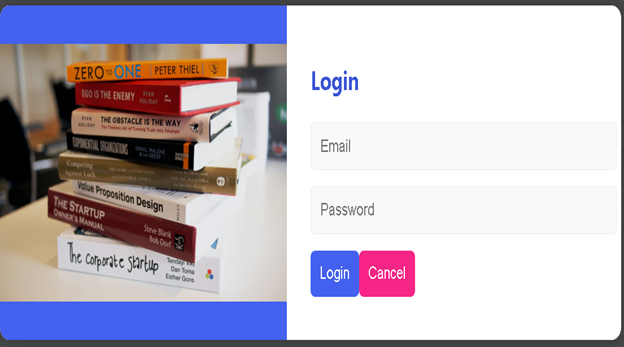 ZERO TO ONE PETER THIEL
EGO IS THE ENEMY RYAN HOLIDAY
RYAN HOLIDAY THE OBSTACLE IS THE WAY
The Timeless Art of Turning Trials into Triumph
EXPONENTIAL ORGANIZATIONS ISMAIL, MALONE
Competing
Against Luck
Value Proposition Design
THE STARTUP
OWNER'S MANUAL
Steve Blank
Bob Dorf
The Corporate Startup
Dan Toma
Esther Gons
Login
Email
Password
Login Cancel